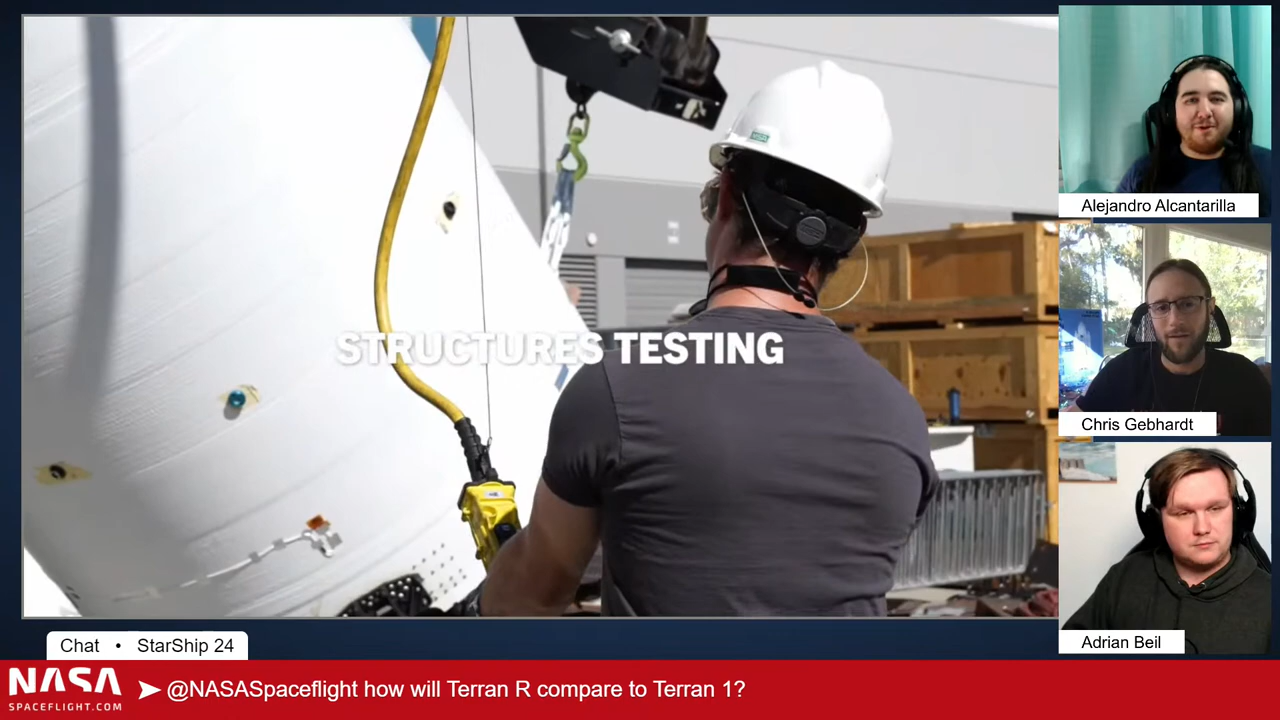 STRUCTURES TESTING
Alejandro Alcantarilla
Chris Gebhardt
Adrian Beil
Chat • StarShip 24
NASA
SPACEFLIGHT.COM
➤ @NASASpaceflight how will Terran R compare to Terran 1?